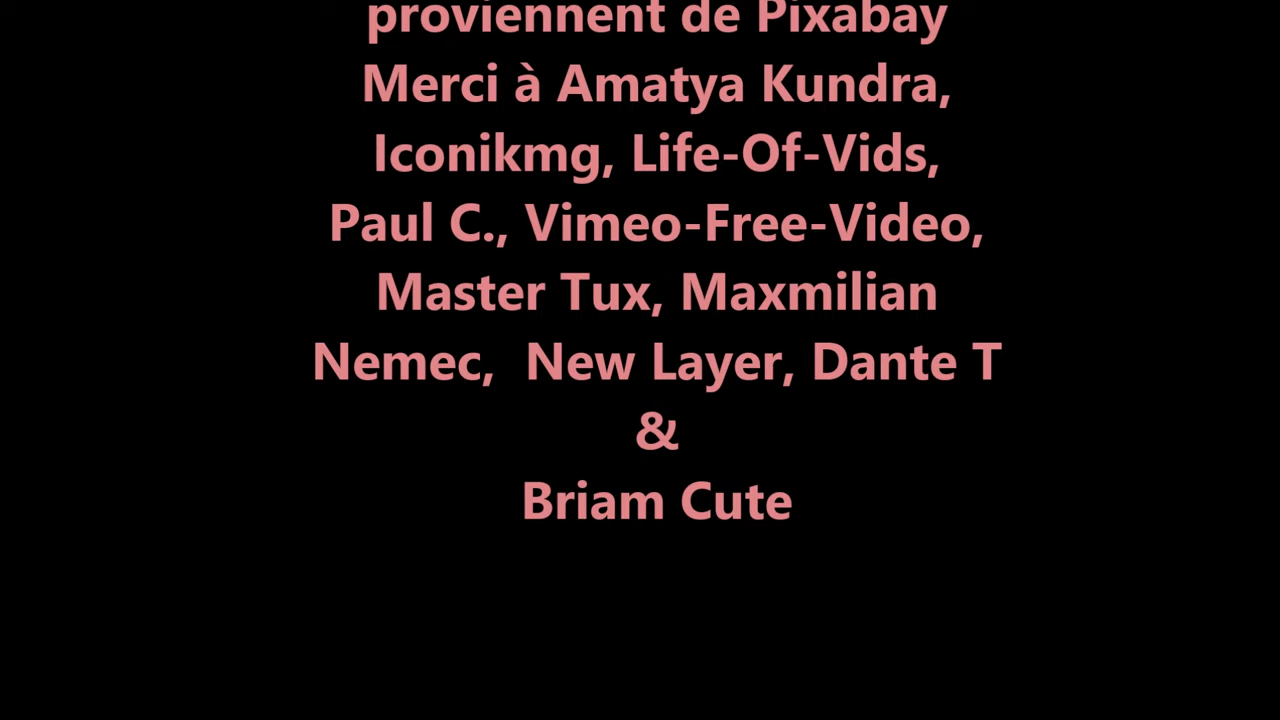 proviennent de Pixabay
Merci à Amatya Kundra,
Iconikmg, Life-Of-Vids,
Paul C., Vimeo-Free-Video,
Master Tux, Maxmilian
Nemec,  New Layer, Dante T
&
Briam Cute